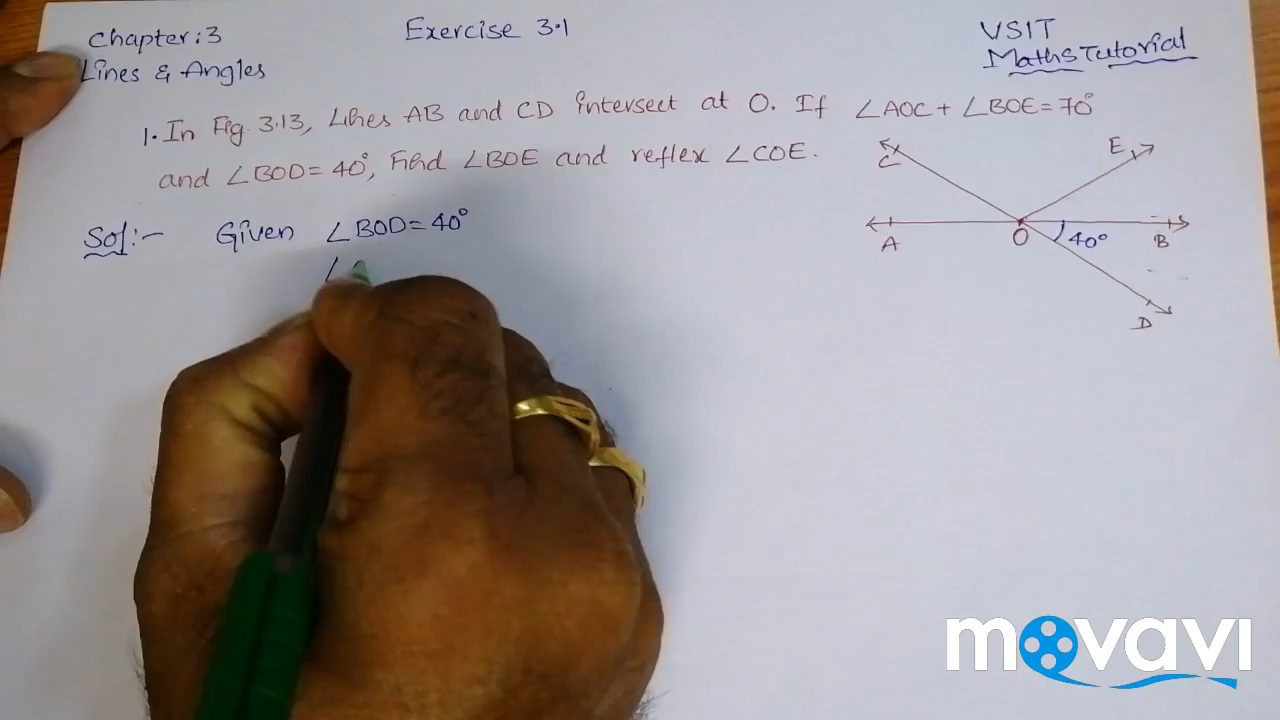 Chapter:3
Exercise 3.1
VSIT
Lines & Angles
Maths Tutorial
1. In Fig 3.13, Lines AB and CD intersect at O. If ∠AOC + ∠BOE = 70°
and ∠BOD = 40°, Find ∠BOE and reflex ∠COE.
Sol:- Given ∠BOD = 40°
∠
C
E
A
O
40°
B
D
movavi